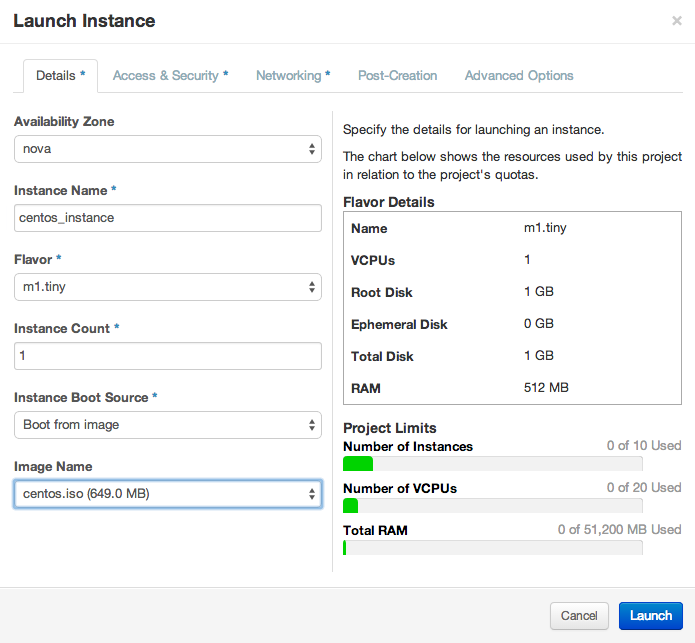 Launch Instance ×
Details * Access & Security * Networking * Post-Creation Advanced Options
Availability Zone
nova
Instance Name *
centos_instance
Flavor *
m1.tiny
Instance Count *
1
Instance Boot Source *
Boot from image
Image Name
centos.iso (649.0 MB)
Specify the details for launching an instance.
The chart below shows the resources used by this project
in relation to the project's quotas.
Flavor Details
Name m1.tiny
VCPUs 1
Root Disk 1 GB
Ephemeral Disk 0 GB
Total Disk 1 GB
RAM 512 MB
Project Limits
Number of Instances 0 of 10 Used
Number of VCPUs 0 of 20 Used
Total RAM 0 of 51,200 MB Used
Cancel Launch